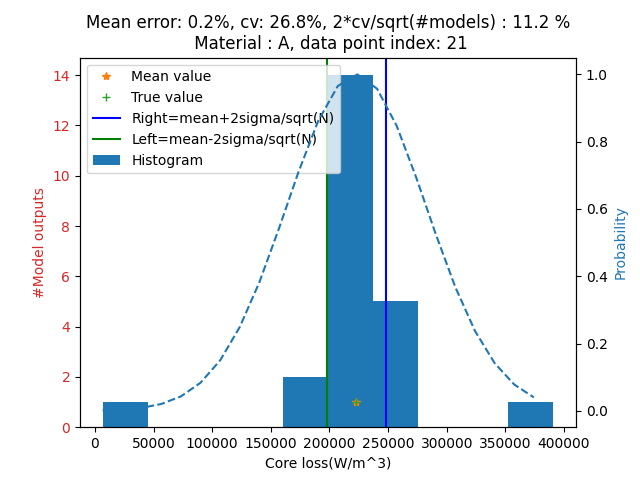 Mean error: 0.2%, cv: 26.8%, 2*cv/sqrt(#models) : 11.2 %
Material : A, data point index: 21
Mean value
True value
Right=mean+2sigma/sqrt(N)
Left=mean-2sigma/sqrt(N)
Histogram
#Model outputs
14
12
10
8
6
4
2
0
1.0
0.8
0.6
0.4
0.2
0.0
Probability
0 50000 100000 150000 200000 250000 300000 350000 400000
Core loss(W/m^3)